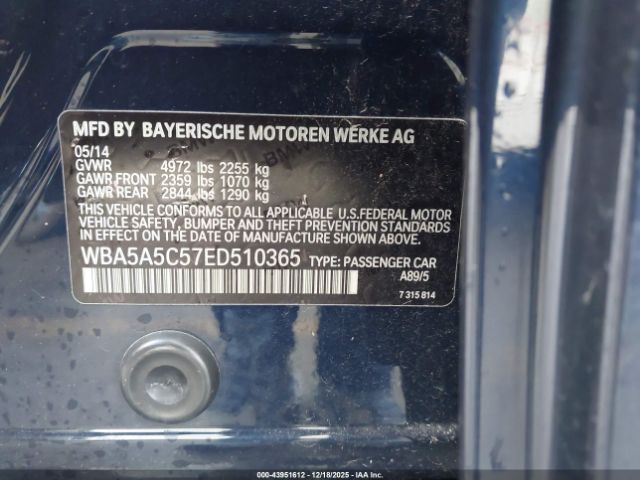 MFD BY BAYERISCHE MOTOREN WERKE AG
05/14
GVWR 4972 lbs 2255 kg
GAWR FRONT 2359 lbs 1070 kg
GAWR REAR 2844 lbs 1290 kg
THIS VEHICLE CONFORMS TO ALL APPLICABLE U.S.FEDERAL MOTOR
VEHICLE SAFETY, BUMPER AND THEFT PREVENTION STANDARDS
IN EFFECT ON THE DATE OF MANUFACTURE SHOWN ABOVE.
WBA5A5C57ED510365 TYPE: PASSENGER CAR
A89/5
7 315 814
000-43951612 - 12/18/2025 - COPART